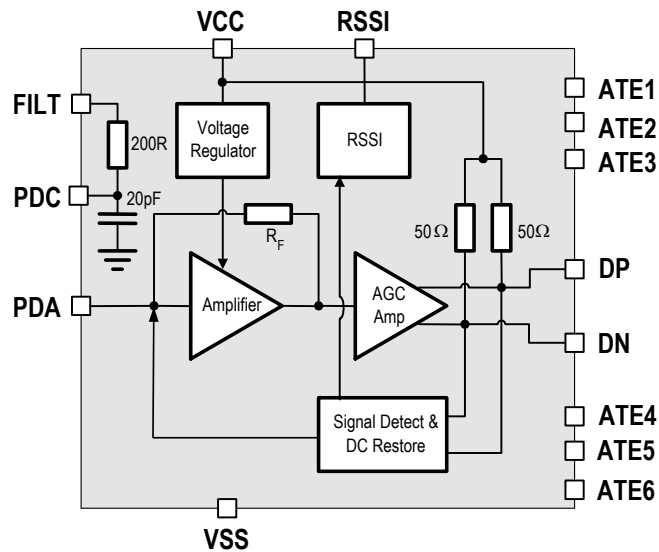 VCC
RSSI
FILT
200R
Voltage
Regulator
RSSI
ATE1
ATE2
ATE3
PDC
20pF
R_F
50Ω
50Ω
PDA
Amplifier
AGC
Amp
DP
DN
Signal Detect &
DC Restore
ATE4
ATE5
ATE6
VSS